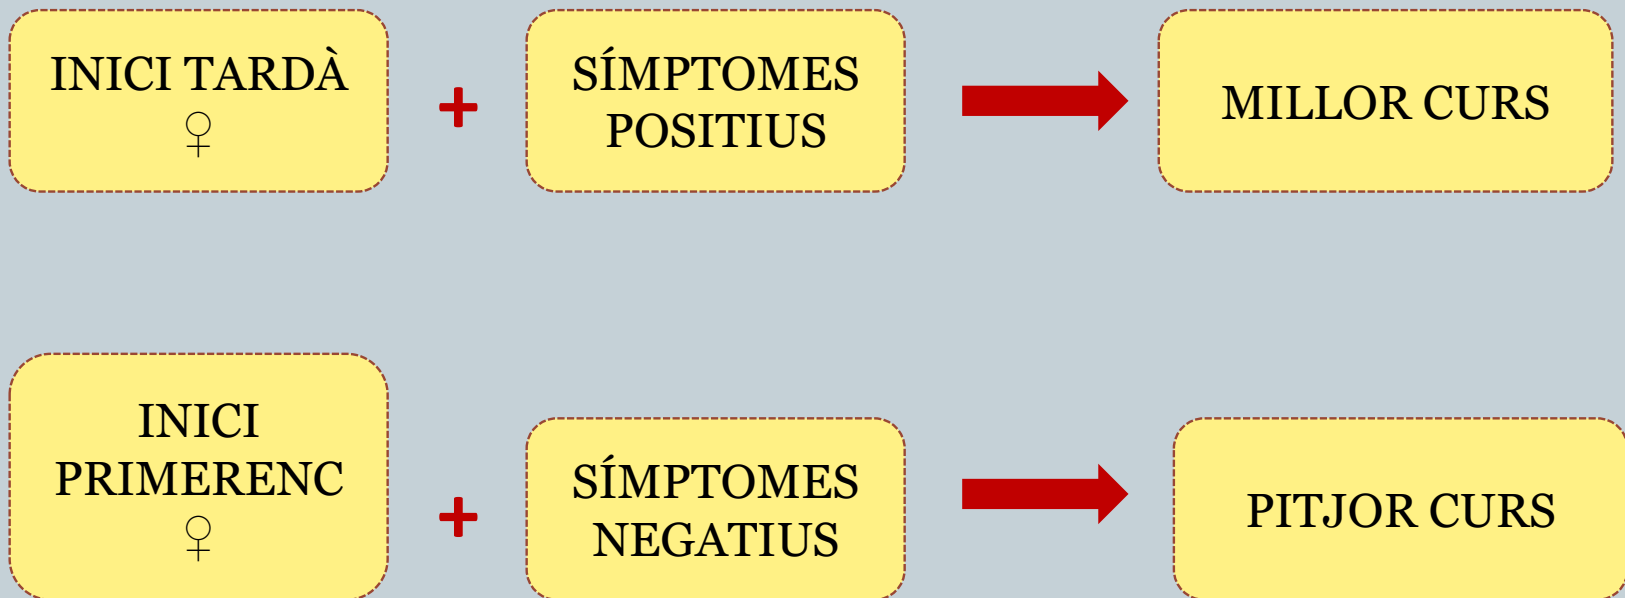 INICI TARDÀ
♀
+
SÍMPTOMES
POSITIUS
MILLOR CURS
INICI
PRIMERENC
♀
+
SÍMPTOMES
NEGATIUS
PITJOR CURS